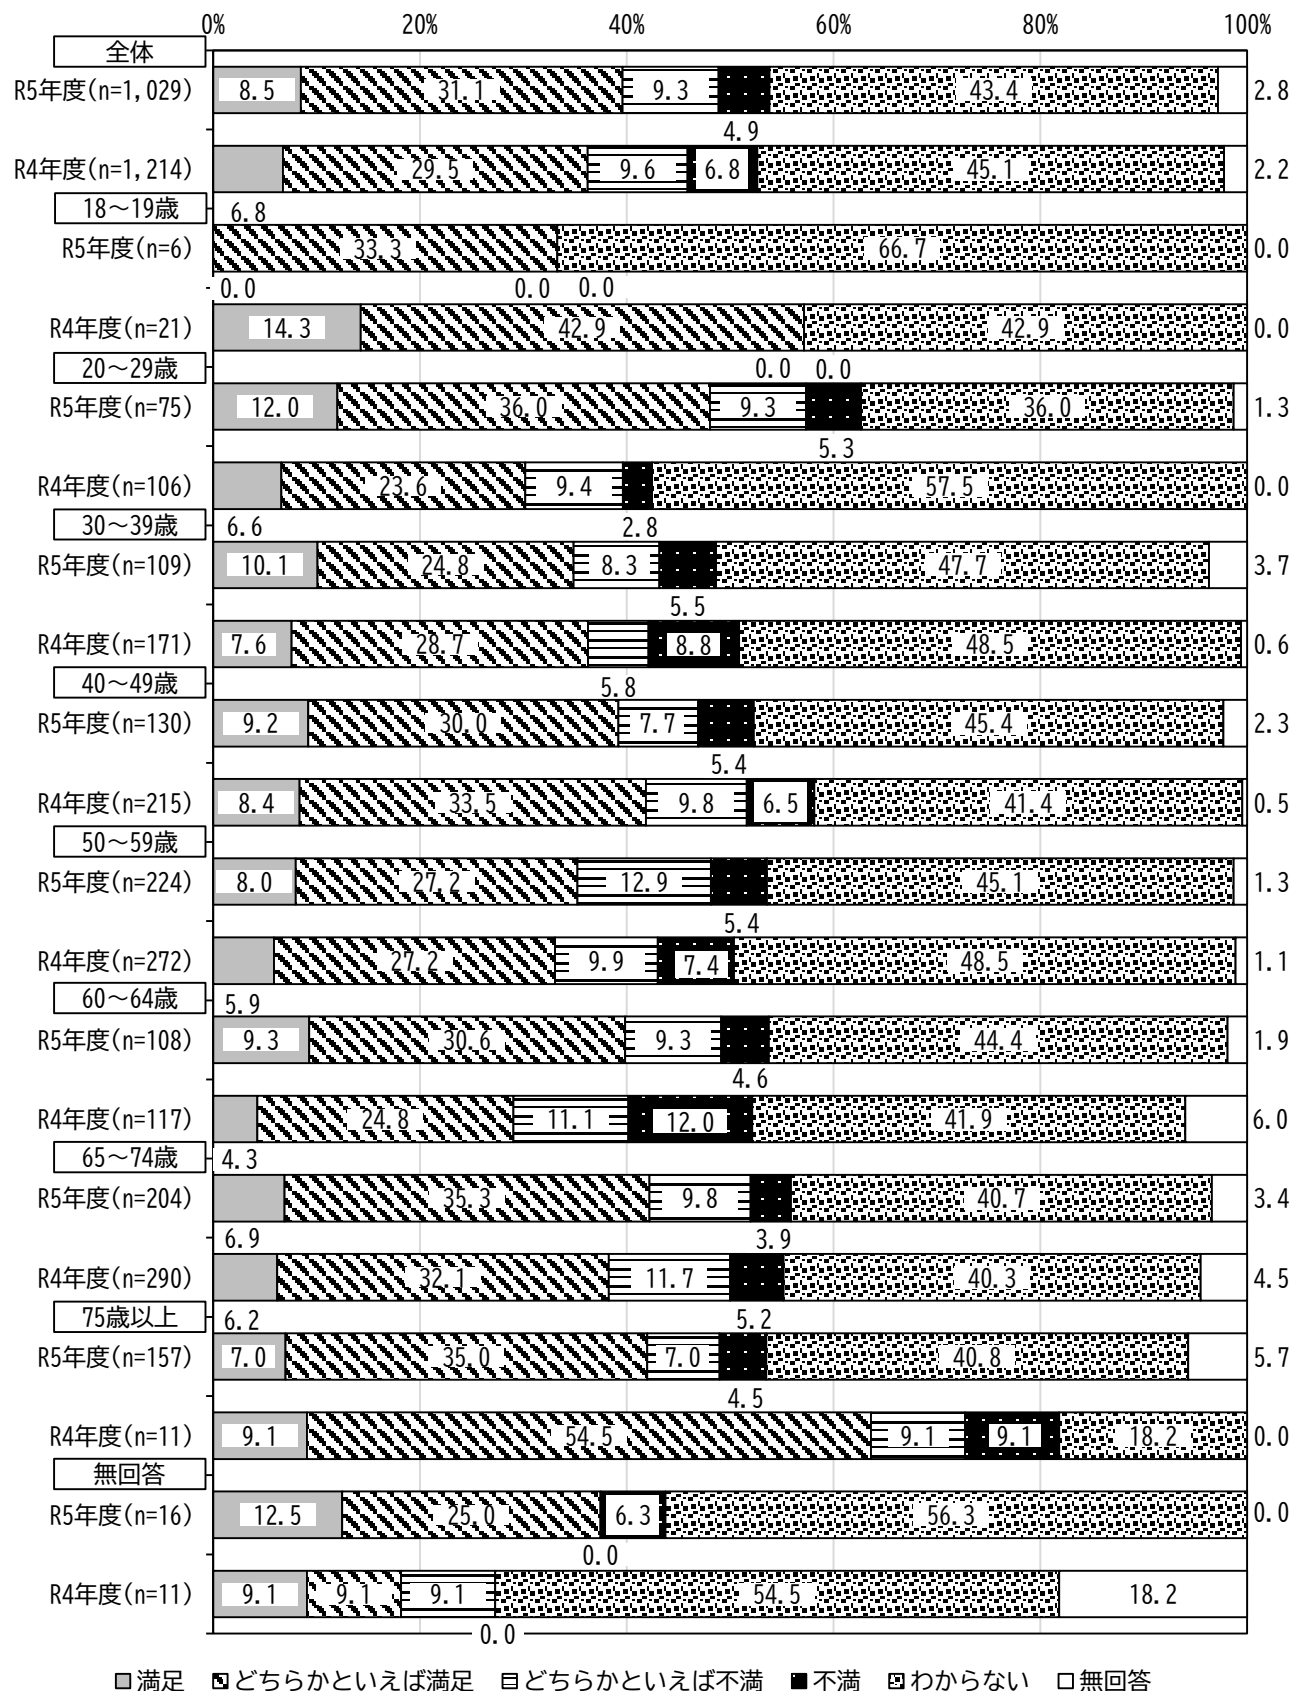 0% 20% 40% 60% 80% 100%
全体
R5年度(n=1,029) 8.5 31.1 9.3 43.4 2.8
4.9
R4年度(n=1,214) 29.5 9.6 6.8 45.1 2.2
18～19歳 6.8
R5年度(n=6) 33.3 66.7 0.0
0.0 0.0 0.0
R4年度(n=21) 14.3 42.9 42.9 0.0
20～29歳 0.0 0.0
R5年度(n=75) 12.0 36.0 9.3 36.0 1.3
5.3
R4年度(n=106) 23.6 9.4 57.5 0.0
30～39歳 6.6 2.8
R5年度(n=109) 10.1 24.8 8.3 47.7 3.7
5.5
R4年度(n=171) 7.6 28.7 8.8 48.5 0.6
40～49歳 5.8
R5年度(n=130) 9.2 30.0 7.7 45.4 2.3
5.4
R4年度(n=215) 8.4 33.5 9.8 6.5 41.4 0.5
50～59歳
R5年度(n=224) 8.0 27.2 12.9 45.1 1.3
5.4
R4年度(n=272) 27.2 9.9 7.4 48.5 1.1
60～64歳 5.9
R5年度(n=108) 9.3 30.6 9.3 44.4 1.9
4.6
R4年度(n=117) 24.8 11.1 12.0 41.9 6.0
65～74歳 4.3
R5年度(n=204) 35.3 9.8 40.7 3.4
6.9 3.9
R4年度(n=290) 32.1 11.7 40.3 4.5
75歳以上 6.2 5.2
R5年度(n=157) 7.0 35.0 7.0 40.8 5.7
4.5
R4年度(n=11) 9.1 54.5 9.1 9.1 18.2 0.0
無回答
R5年度(n=16) 12.5 25.0 6.3 56.3 0.0
0.0
R4年度(n=11) 9.1 9.1 9.1 54.5 18.2
0.0
満足 どちらかといえば満足 どちらかといえば不満 不満 わからない 無回答